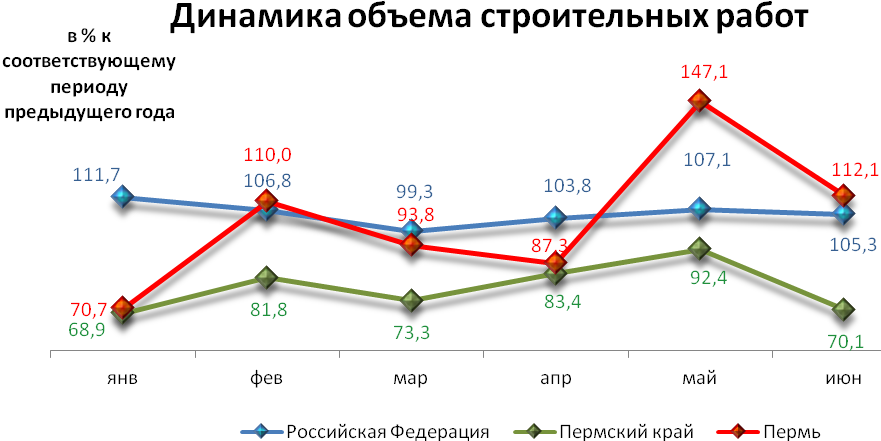 Динамика объема строительных работ
в % к
соответствующему
периоду
предыдущего года
147,1
111,7
110,0
106,8
99,3
93,8
103,8
87,3
107,1
112,1
105,3
70,7
68,9
81,8
73,3
83,4
92,4
70,1
янв фев мар апр май июн
Российская Федерация Пермский край Пермь